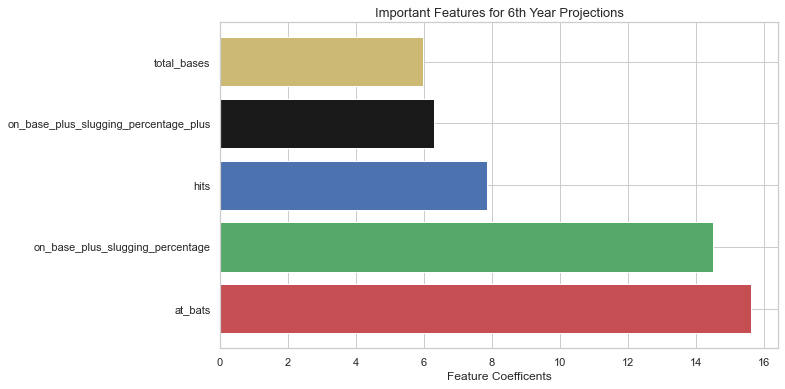 Important Features for 6th Year Projections
total_bases
on_base_plus_slugging_percentage_plus
hits
on_base_plus_slugging_percentage
at_bats
0 2 4 6 8 10 12 14 16
Feature Coefficents